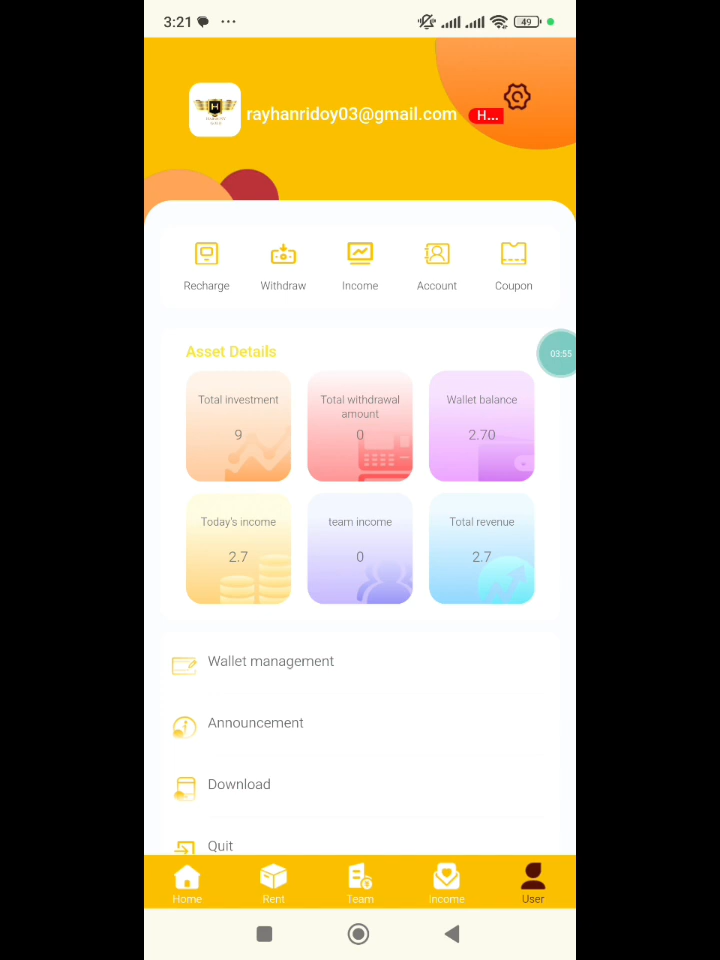 3:21
49
rayhanridoy03@gmail.com
H...
Recharge
Withdraw
Income
Account
Coupon
03:55
Asset Details
Total investment
9
Total withdrawal
amount
0
Wallet balance
2.70
Today's income
2.7
team income
0
Total revenue
2.7
Wallet management
Announcement
Download
Quit
Home
Rent
Team
Income
User